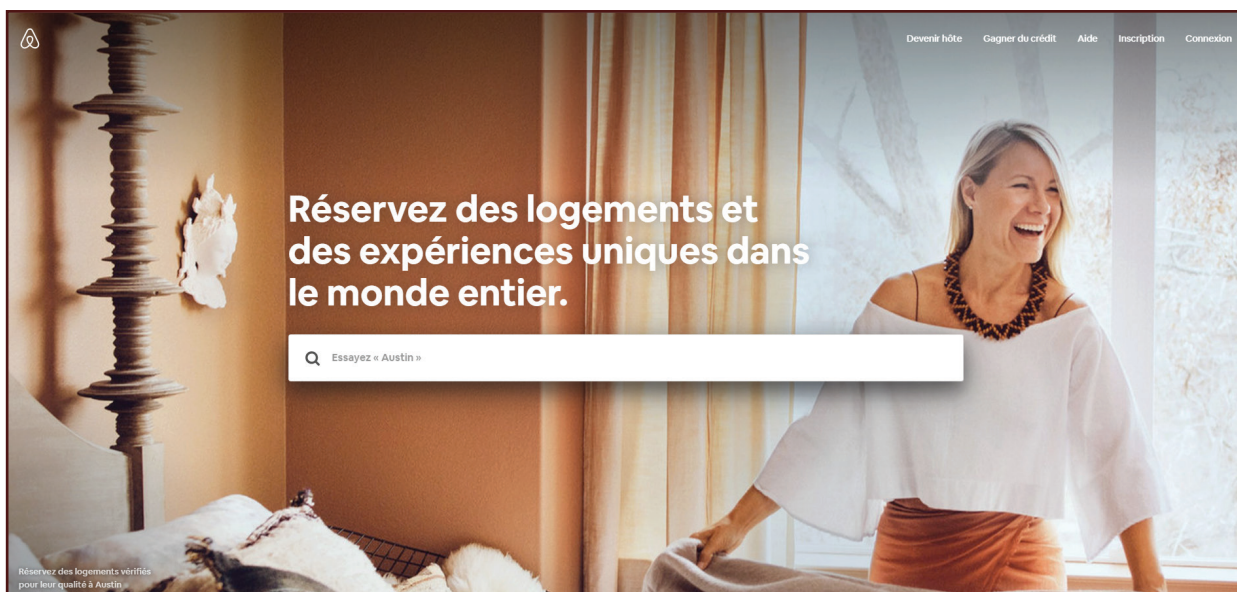 Devenir hôte Gagner du crédit Aide Inscription Connexion
Réservez des logements et
des expériences uniques dans
le monde entier.
Essayez « Austin »
Réservez des logements vérifiés
pour leur qualité à Austin »